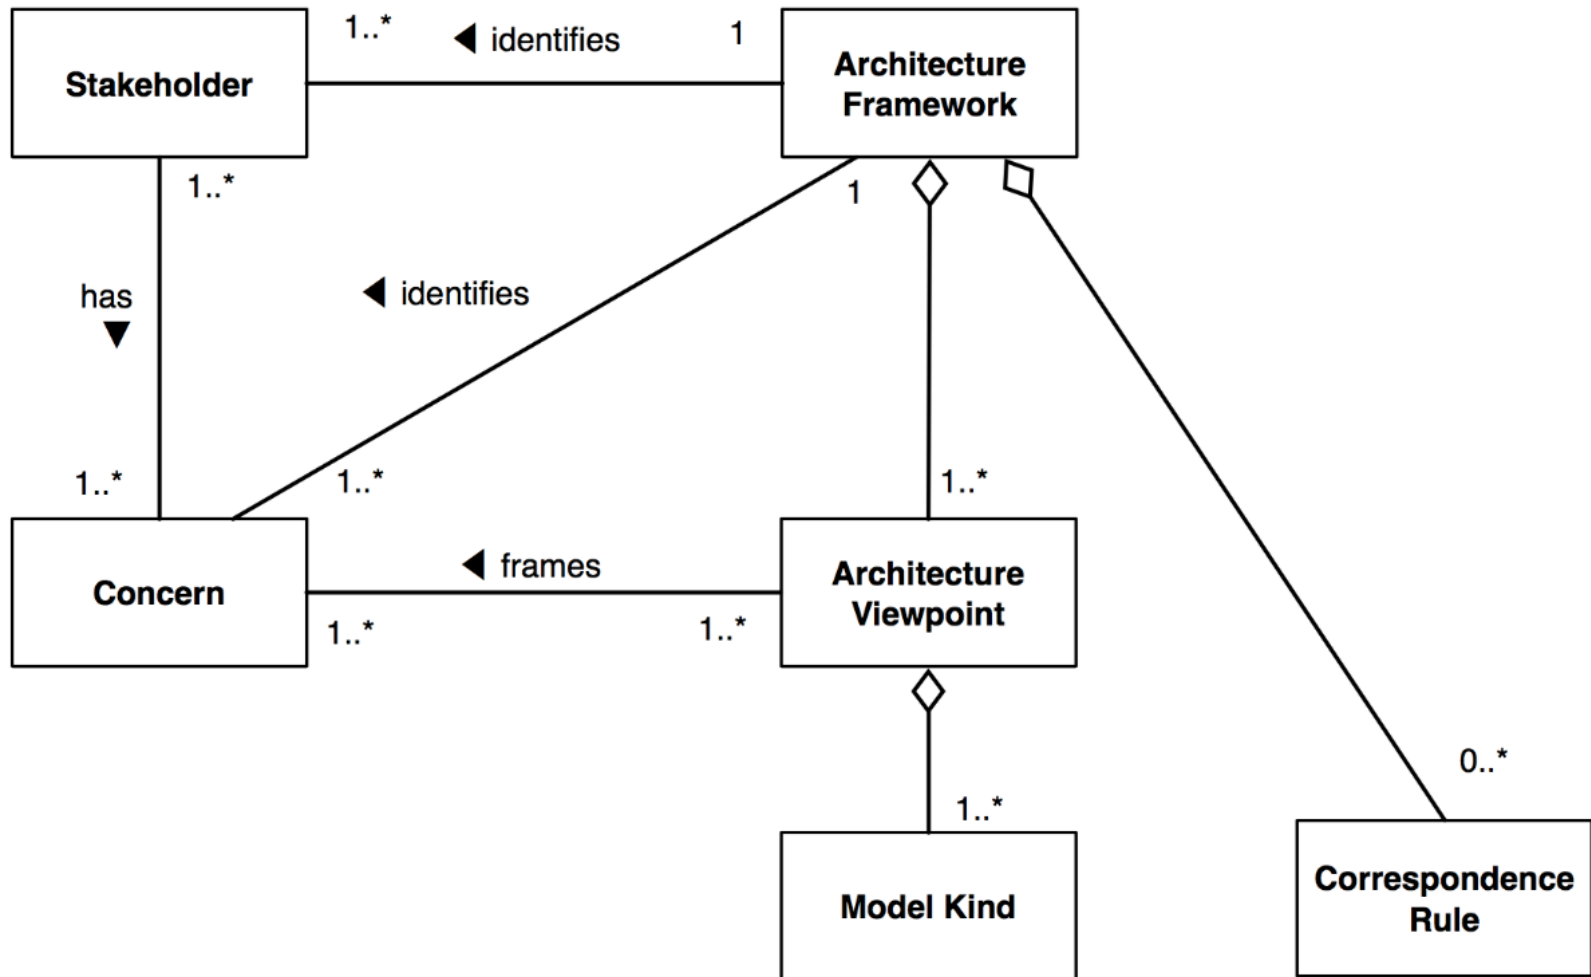 1..*
◀ identifies
1
Stakeholder
Architecture
Framework
1..*
1
has
▼
◀ identifies
1..*
1..*
1..*
◀ frames
Concern
Architecture
Viewpoint
1..*
1..*
0..*
1..*
Model Kind
Correspondence
Rule